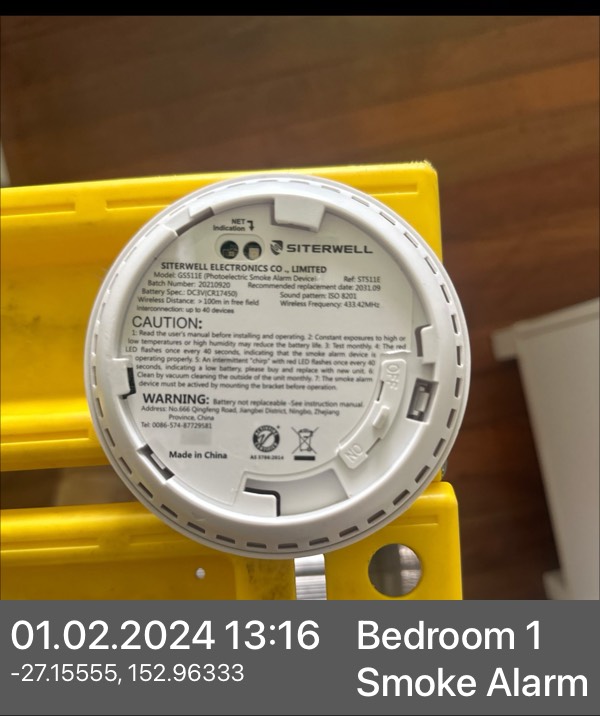 NET
Indication
SITERWELL
SITERWELL ELECTRONICS CO ., LIMITED
Model: GS511E (Photoelectric Smoke Alarm Device) Ref: ST511E
Batch Number: 20210920 Recommended replacement date: 2031.09
Battery Spec.: DC3V(CR17450) Sound pattern: ISO 8201
Wireless Distance: > 100m in free field Wireless Frequency: 433.42MHz
Interconnection: up to 40 devices
CAUTION:
1: Read the user's manual before installing and operating. 2: Constant exposures to high or
low temperatures or high humidity may reduce the battery life. 3: Test monthly. 4: The red
LED flashes once every 40 seconds, indicating that the smoke alarm device is
operating properly. 5: An intermittent "chirp" with red LED flashes once every 40
seconds, indicating a low battery, please buy and replace with new unit. 6:
Clean by vacuum cleaning the outside of the unit monthly. 7: The smoke alarm
device must be actived by mounting the bracket before operation.
WARNING: Battery not replaceable -See instruction manual.
Address: No.666 Qingfeng Road, Jiangbei District, Ningbo, Zhejiang
Province, China
Tel: 0086-574-87729581
OFF
ON
Made in China
AS 3786:2014
01.02.2024 13:16
-27.15555, 152.96333
Bedroom 1
Smoke Alarm